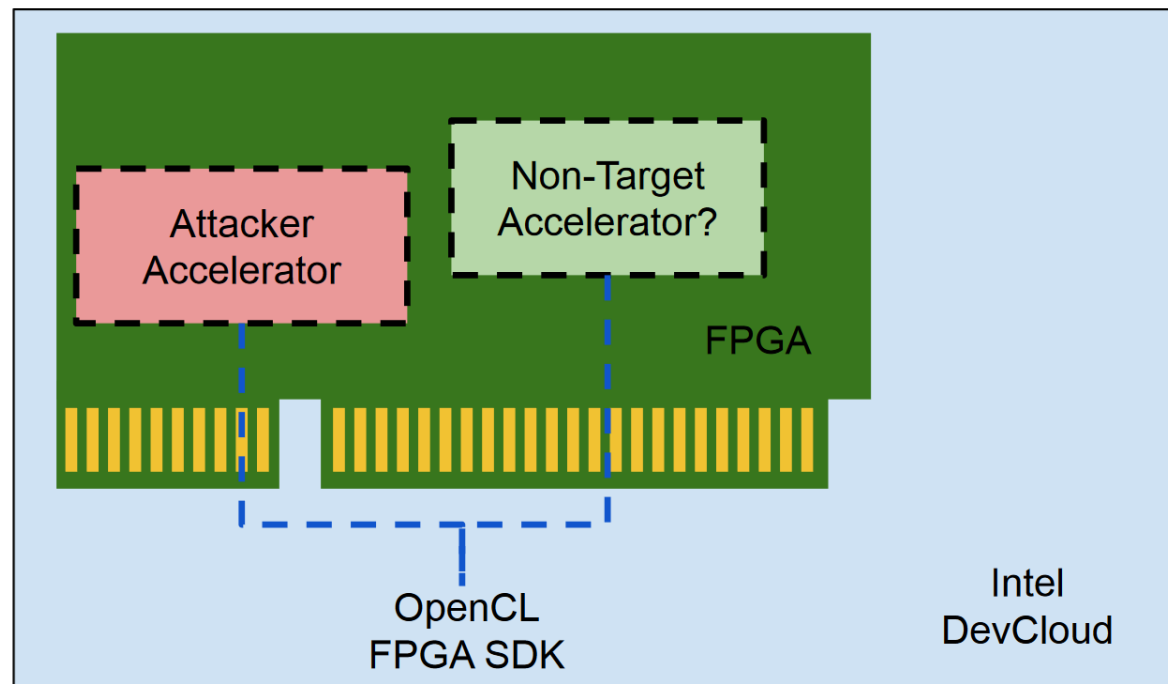 Non-Target
Accelerator?
Attacker
Accelerator
FPGA
OpenCL
FPGA SDK
Intel
DevCloud